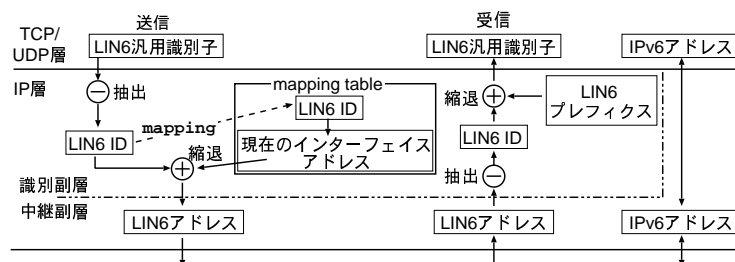 TCP/
UDP層
送信
LIN6汎用識別子
受信
LIN6汎用識別子
IPv6アドレス
IP層
抽出
mapping table
LIN6 ID
縮退
LIN6
プレフィクス
LIN6 ID
mapping
現在のインターフェイス
アドレス
縮退
LIN6 ID
抽出
識別副層
中継副層
LIN6アドレス
LIN6アドレス
IPv6アドレス